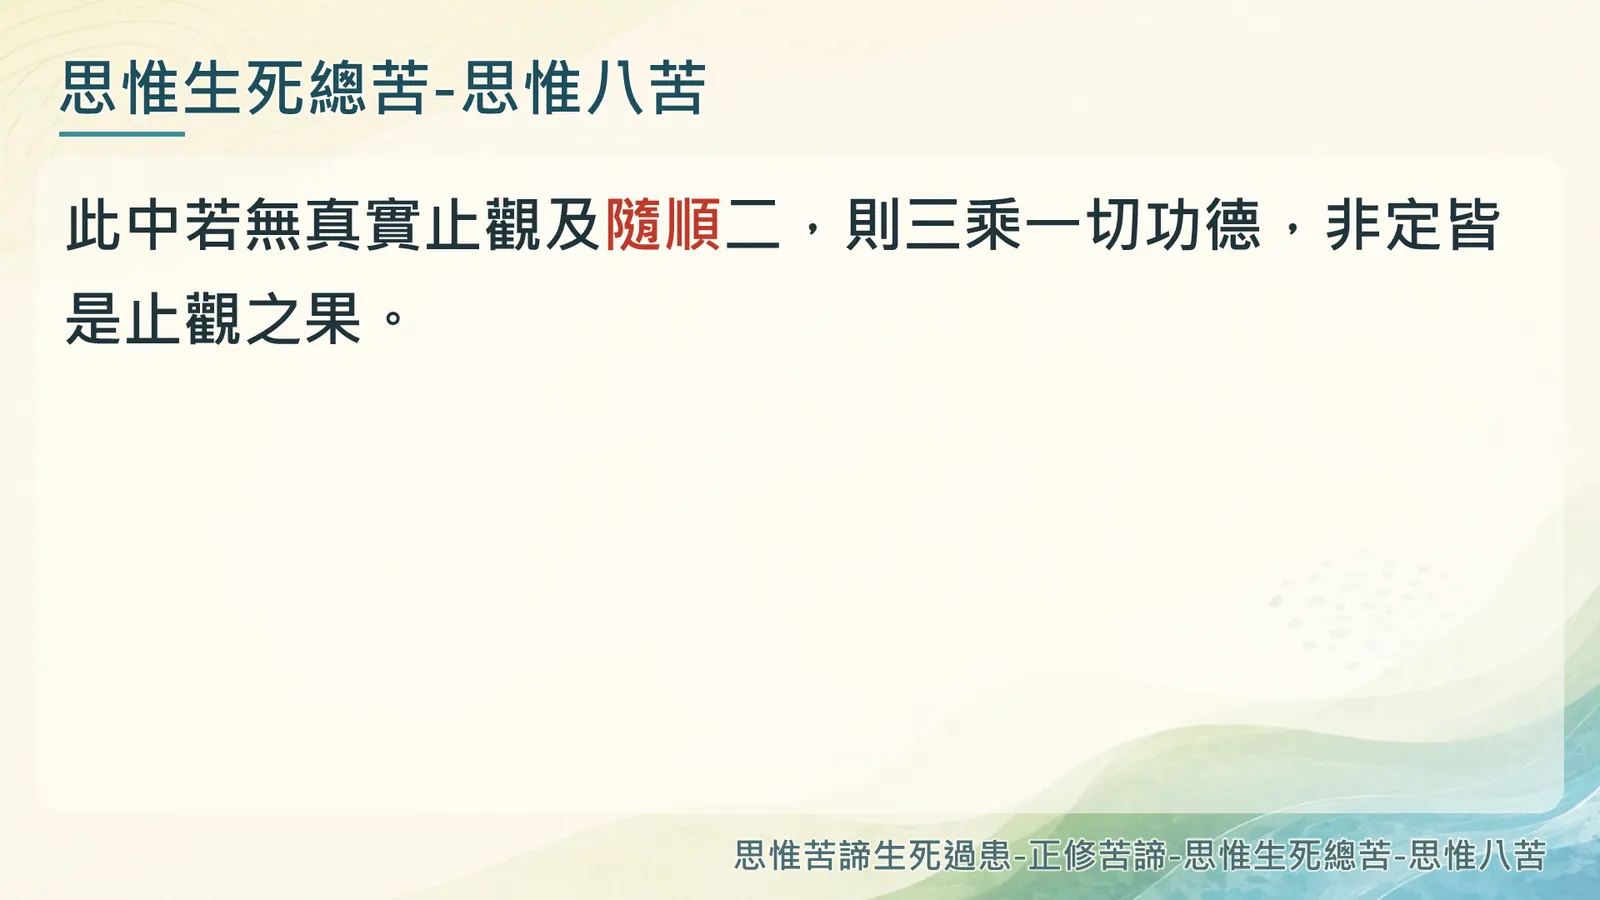 思惟生死總苦-思惟八苦
此中若無真實止觀及隨順二，則三乘一切功德，非定皆
是止觀之果。
思惟苦諦生死過患-正修苦諦-思惟生死總苦-思惟八苦